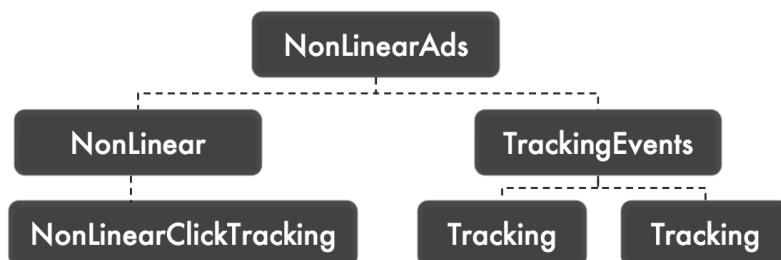 NonLinearAds
NonLinear
TrackingEvents
NonLinearClickTracking
Tracking
Tracking